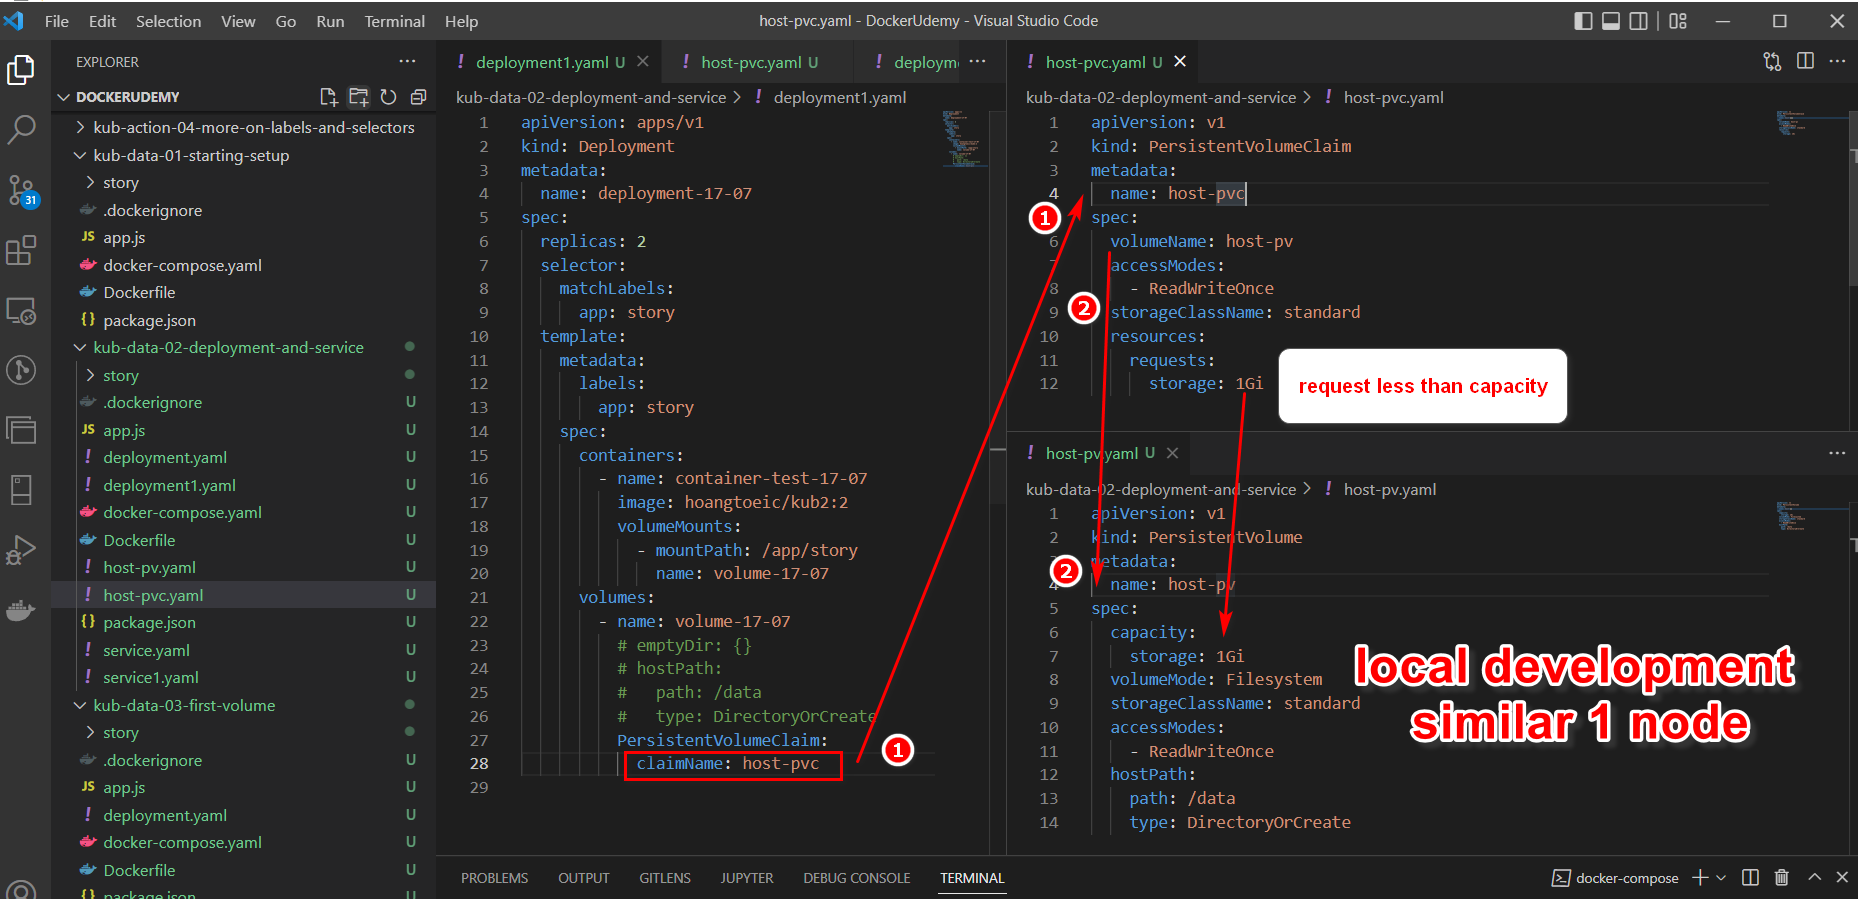 File Edit Selection View Go Run Terminal Help
host-pvc.yaml - DockerUdemy - Visual Studio Code
31
EXPLORER
DOCKERUDEMY
kub-action-04-more-on-labels-and-selectors
kub-data-01-starting-setup
story
.dockerignore
JS app.js
docker-compose.yaml
Dockerfile
{} package.json
kub-data-02-deployment-and-service
story
.dockerignore U
JS app.js U
! deployment.yaml U
! deployment1.yaml U
docker-compose.yaml U
Dockerfile U
! host-pv.yaml U
! host-pvc.yaml U
{} package.json U
! service.yaml U
! service1.yaml U
kub-data-03-first-volume
story
.dockerignore U
JS app.js U
! deployment.yaml U
docker-compose.yaml U
Dockerfile U
{} package.json U
! deployment1.yaml U ! host-pvc.yaml U ! deployme ···
kub-data-02-deployment-and-service > ! deployment1.yaml
1 apiVersion: apps/v1
2 kind: Deployment
3 metadata:
4 name: deployment-17-07
5 spec:
6 replicas: 2
7 selector:
8 matchLabels:
9 app: story
10 template:
11 metadata:
12 labels:
13 app: story
14 spec:
15 containers:
16 - name: container-test-17-07
17 image: hoangtoeic/kub2:2
18 volumeMounts:
19 - mountPath: /app/story
20 name: volume-17-07
21 volumes:
22 - name: volume-17-07
23 # emptyDir: {}
24 # hostPath:
25 # path: /data
26 # type: DirectoryOrCreate
27 PersistentVolumeClaim:
28 claimName: host-pvc
29
1
! host-pvc.yaml U
kub-data-02-deployment-and-service > ! host-pvc.yaml
1 apiVersion: v1
2 kind: PersistentVolumeClaim
3 metadata:
4 name: host-pvc
1 spec:
6 volumeName: host-pv
accessModes:
8 - ReadWriteOnce
2 9 storageClassName: standard
10 resources:
11 requests:
12 storage: 1Gi
request less than capacity
! host-pv.yaml U
kub-data-02-deployment-and-service > ! host-pv.yaml
1 apiVersion: v1
2 kind: PersistentVolume
3 metadata:
2
4 name: host-pv
5 spec:
6 capacity:
7 storage: 1Gi
8 volumeMode: Filesystem
9 storageClassName: standard
10 accessModes:
11 - ReadWriteOnce
12 hostPath:
13 path: /data
14 type: DirectoryOrCreate
local development
similar 1 node
PROBLEMS OUTPUT GITLENS JUPYTER DEBUG CONSOLE TERMINAL
docker-compose